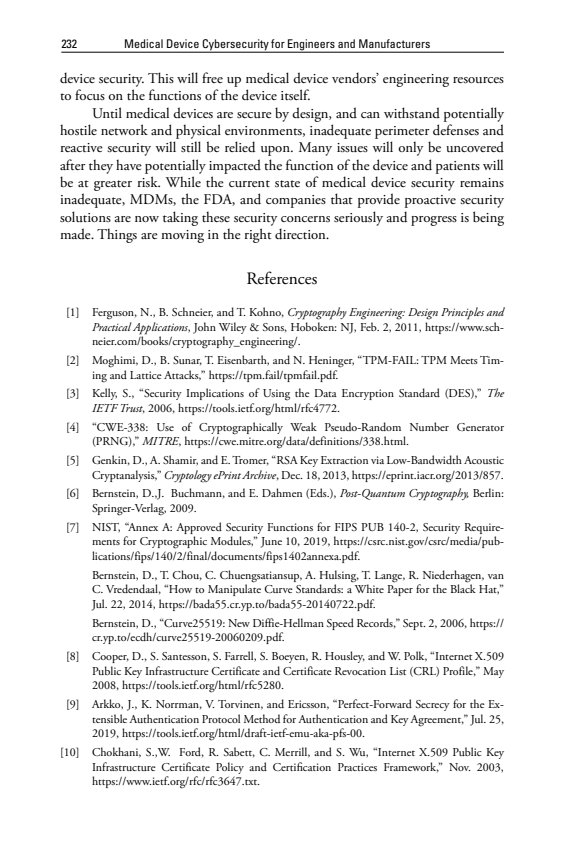 232 Medical Device Cybersecurity for Engineers and Manufacturers
device security. This will free up medical device vendors' engineering resources
to focus on the functions of the device itself.
Until medical devices are secure by design, and can withstand potentially
hostile network and physical environments, inadequate perimeter defenses and
reactive security will still be relied upon. Many issues will only be uncovered
after they have potentially impacted the function of the device and patients will
be at greater risk. While the current state of medical device security remains
inadequate, MDMs, the FDA, and companies that provide proactive security
solutions are now taking these security concerns seriously and progress is being
made. Things are moving in the right direction.
References
[1] Ferguson, N., B. Schneier, and T. Kohno, Cryptography Engineering: Design Principles and
Practical Applications, John Wiley & Sons, Hoboken: NJ, Feb. 2, 2011, https://www.sch-
neier.com/books/cryptography_engineering/.
[2] Moghimi, D., B. Sunar, T. Eisenbarth, and N. Heninger, “TPM-FAIL: TPM Meets Tim-
ing and Lattice Attacks,” https://tpm.fail/tpmfail.pdf.
[3] Kelly, S., “Security Implications of Using the Data Encryption Standard (DES),” The
IETF Trust, 2006, https://tools.ietf.org/html/rfc4772.
[4] “CWE-338: Use of Cryptographically Weak Pseudo-Random Number Generator
(PRNG),” MITRE, https://cwe.mitre.org/data/definitions/338.html.
[5] Genkin, D., A. Shamir, and E. Tromer, “RSA Key Extraction via Low-Bandwidth Acoustic
Cryptanalysis,” Cryptology ePrint Archive, Dec. 18, 2013, https://eprint.iacr.org/2013/857.
[6] Bernstein, D.,J. Buchmann, and E. Dahmen (Eds.), Post-Quantum Cryptography, Berlin:
Springer-Verlag, 2009.
[7] NIST, “Annex A: Approved Security Functions for FIPS PUB 140-2, Security Require-
ments for Cryptographic Modules,” June 10, 2019, https://csrc.nist.gov/csrc/media/pub-
lications/fips/140/2/final/documents/fips1402annexa.pdf.
Bernstein, D., T. Chou, C. Chuengsatiansup, A. Hulsing, T. Lange, R. Niederhagen, van
C. Vredendaal, “How to Manipulate Curve Standards: a White Paper for the Black Hat,”
Jul. 22, 2014, https://bada55.cr.yp.to/bada55-20140722.pdf.
Bernstein, D., “Curve25519: New Diffie-Hellman Speed Records,” Sept. 2, 2006, https://
cr.yp.to/ecdh/curve25519-20060209.pdf.
[8] Cooper, D., S. Santesson, S. Farrell, S. Boeyen, R. Housley, and W. Polk, “Internet X.509
Public Key Infrastructure Certificate and Certificate Revocation List (CRL) Profile,” May
2008, https://tools.ietf.org/html/rfc5280.
[9] Arkko, J., K. Norrman, V. Torvinen, and Ericsson, “Perfect-Forward Secrecy for the Ex-
tensible Authentication Protocol Method for Authentication and Key Agreement,” Jul. 25,
2019, https://tools.ietf.org/html/draft-ietf-emu-aka-pfs-00.
[10] Chokhani, S.,W. Ford, R. Sabett, C. Merrill, and S. Wu, “Internet X.509 Public Key
Infrastructure Certificate Policy and Certification Practices Framework,” Nov. 2003,
https://www.ietf.org/rfc/rfc3647.txt.